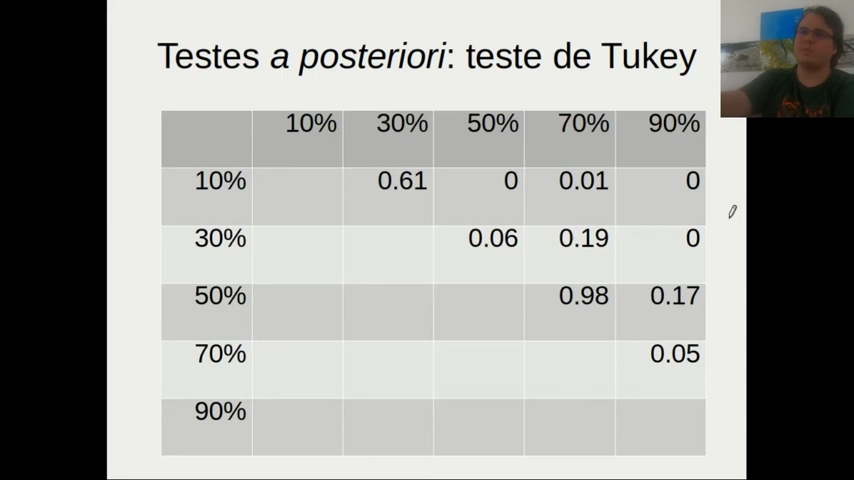 Testes a posteriori: teste de Tukey
10% 30% 50% 70% 90%
10% 0.61 0 0.01 0
30% 0.06 0.19 0
50% 0.98 0.17
70% 0.05
90%